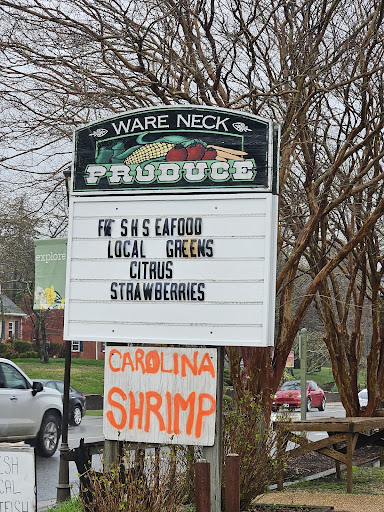 WARE NECK
PRODUCE
explore
F S H S EAFOOD
LOCAL GREENS
CITRUS
STRAWBERRIES
CAROLINA
SHRIMP